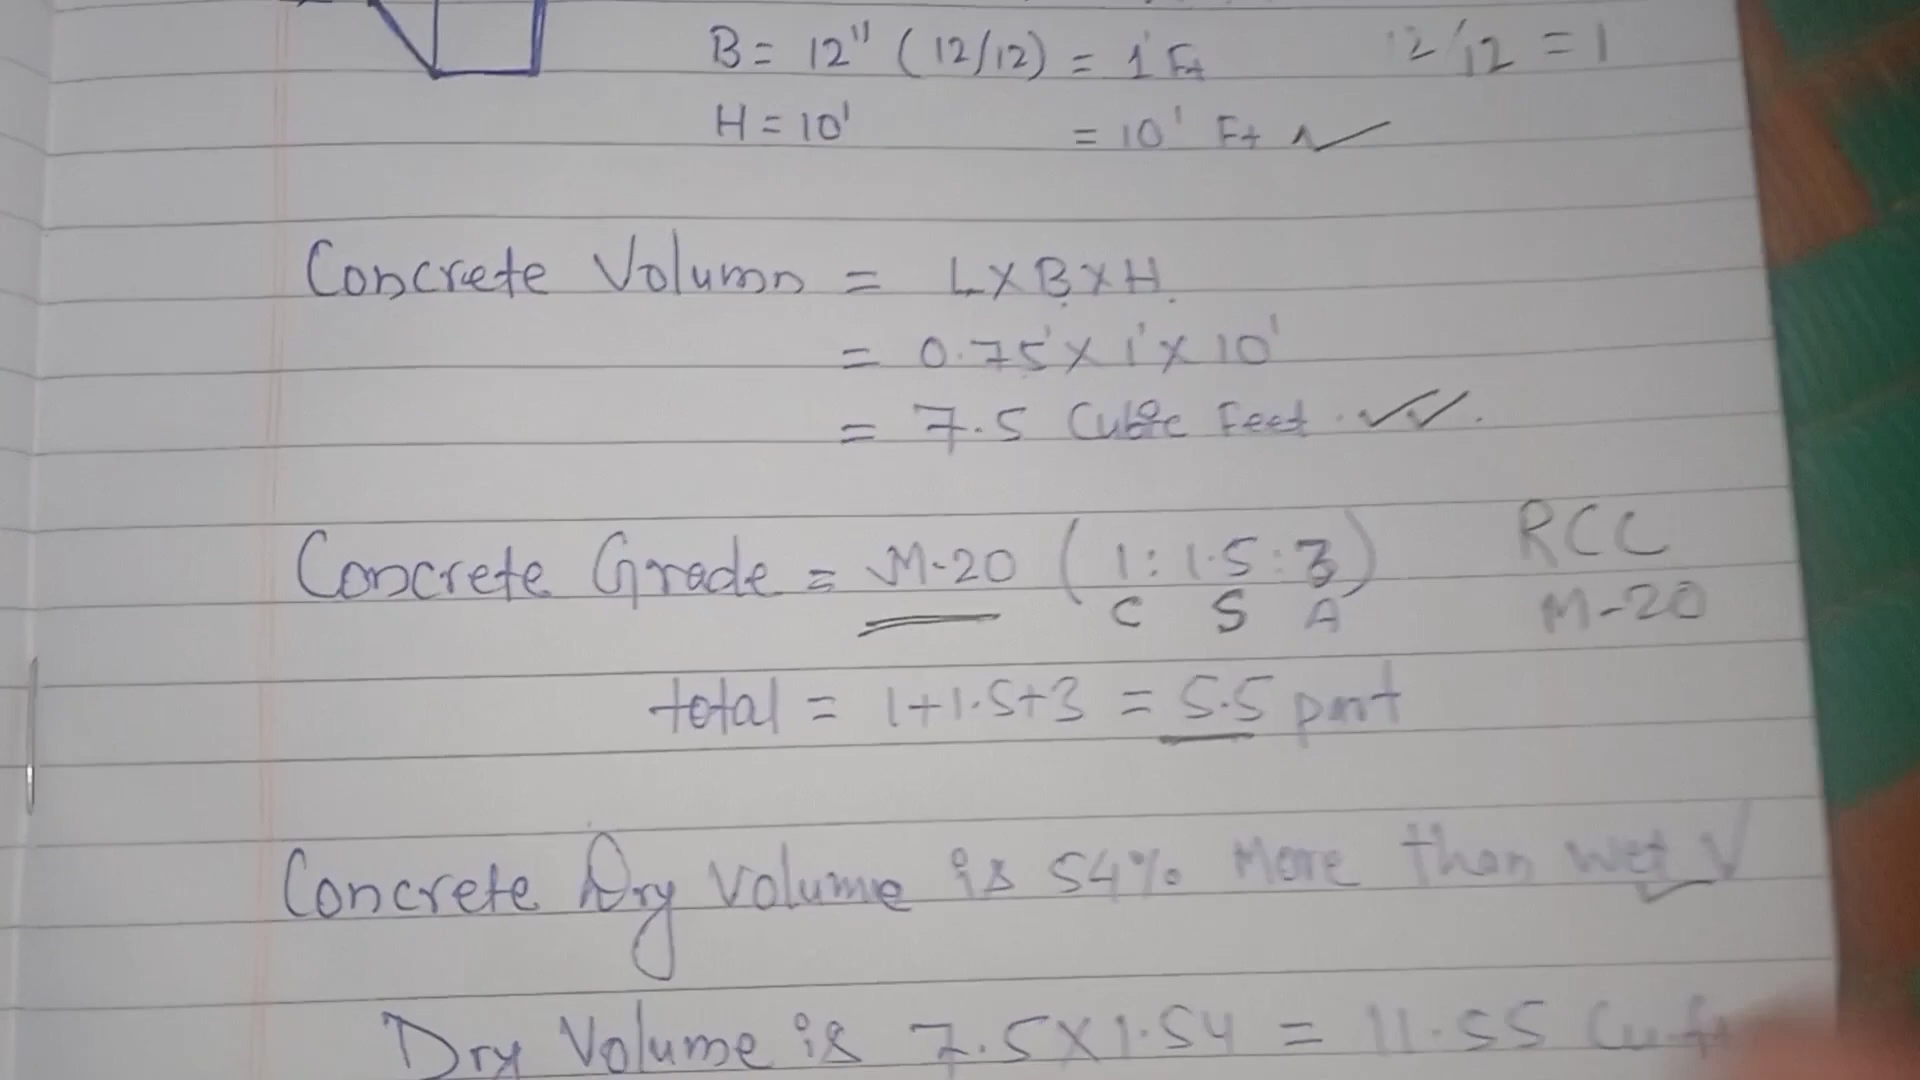 B = 12" (12/12) = 1' Ft 12/12 = 1
H = 10' = 10' Ft
Concrete Volumn = L X B X H
= 0.75' X 1' X 10'
= 7.5 Cubic Feet
Concrete Grade = M-20 (1:1.5:3) RCC
C S A M-20
total = 1+1.5+3 = 5.5 part
Concrete Dry Volume is 54% More than wet
Dry Volume is 7.5X1.54 = 11.55 Cuft